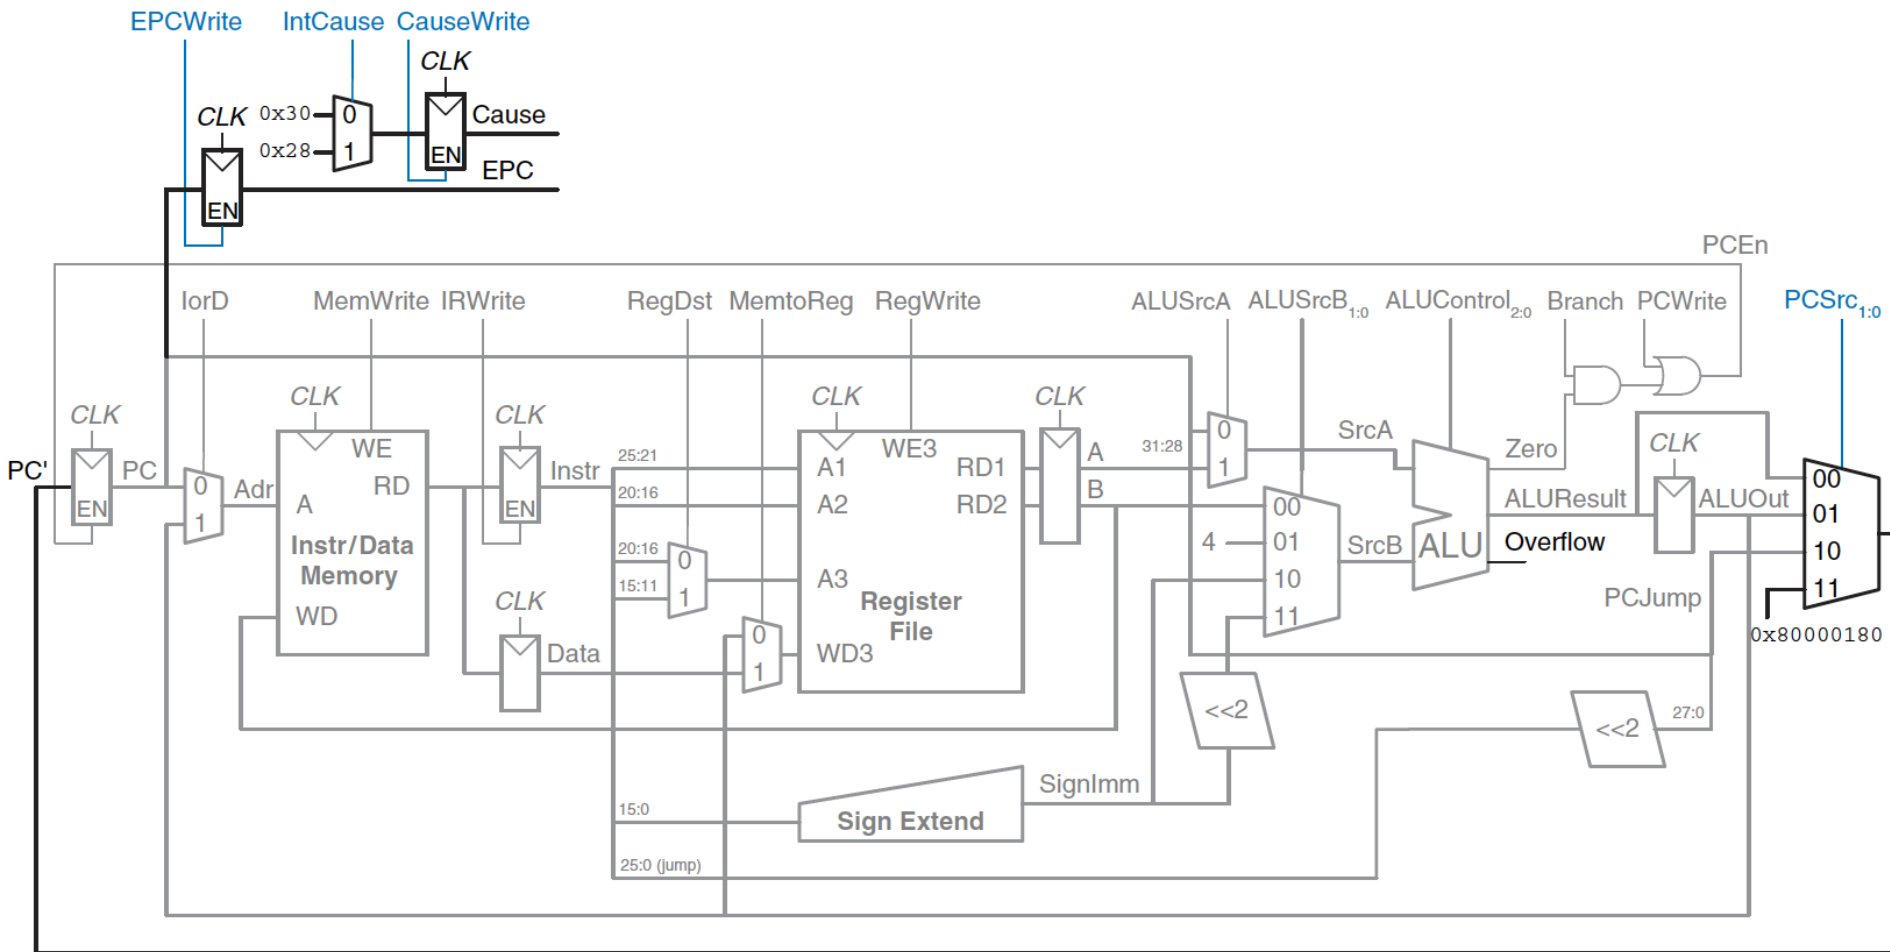 EPCWrite IntCause CauseWrite
CLK
CLK 0x30 0 Cause
0x28 1 EN
EPC
EN
PCEn
IorD MemWrite IRWrite RegDst MemtoReg RegWrite ALUSrcA ALUSrcB1:0 ALUControl2:0 Branch PCWrite PCSrc1:0
CLK CLK CLK CLK CLK
WE WE3 0 31:28 SrcA Zero CLK
PC' PC 0 Adr RD Instr 25:21 A1 RD1 A 1 00
EN 1 A EN 20:16 A2 RD2 B 00 ALUResult ALUOut 01
Instr/Data 4 01 SrcB ALU Overflow
Memory 20:16 0 10 10
CLK 15:11 1 A3 Register 11 PCJump 11
WD File 0x80000180
Data 0 WD3
1
<<2 <<2 27:0
SignImm
15:0 Sign Extend
25:0 (jump)